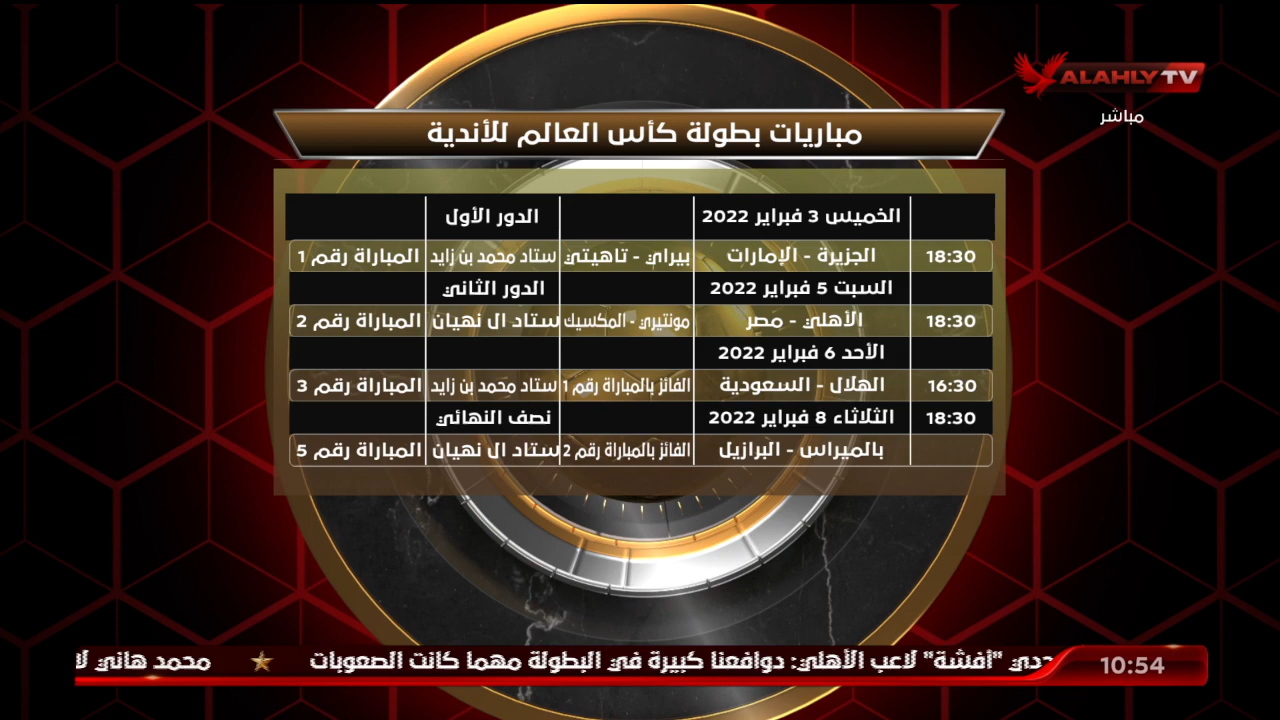 ALAHLY TV
مباشر
مباريات بطولة كأس العالم للأندية
الخميس 3 فبراير 2022 الدور الأول
18:30 الجزيرة - الإمارات بيراي - تاهيتي ستاد محمد بن زايد المباراة رقم 1
السبت 5 فبراير 2022 الدور الثاني
18:30 الأهلي - مصر مونتيري - المكسيك ستاد ال نهيان المباراة رقم 2
الأحد 6 فبراير 2022
16:30 الهلال - السعودية الفائز بالمباراة رقم 1 ستاد محمد بن زايد المباراة رقم 3
18:30 الثلاثاء 8 فبراير 2022 نصف النهائي
بالميراس - البرازيل الفائز بالمباراة رقم 2 ستاد ال نهيان المباراة رقم 5
10:54 جدي "أفشة" لاعب الأهلي: دوافعنا كبيرة في البطولة مهما كانت الصعوبات محمد هاني لا